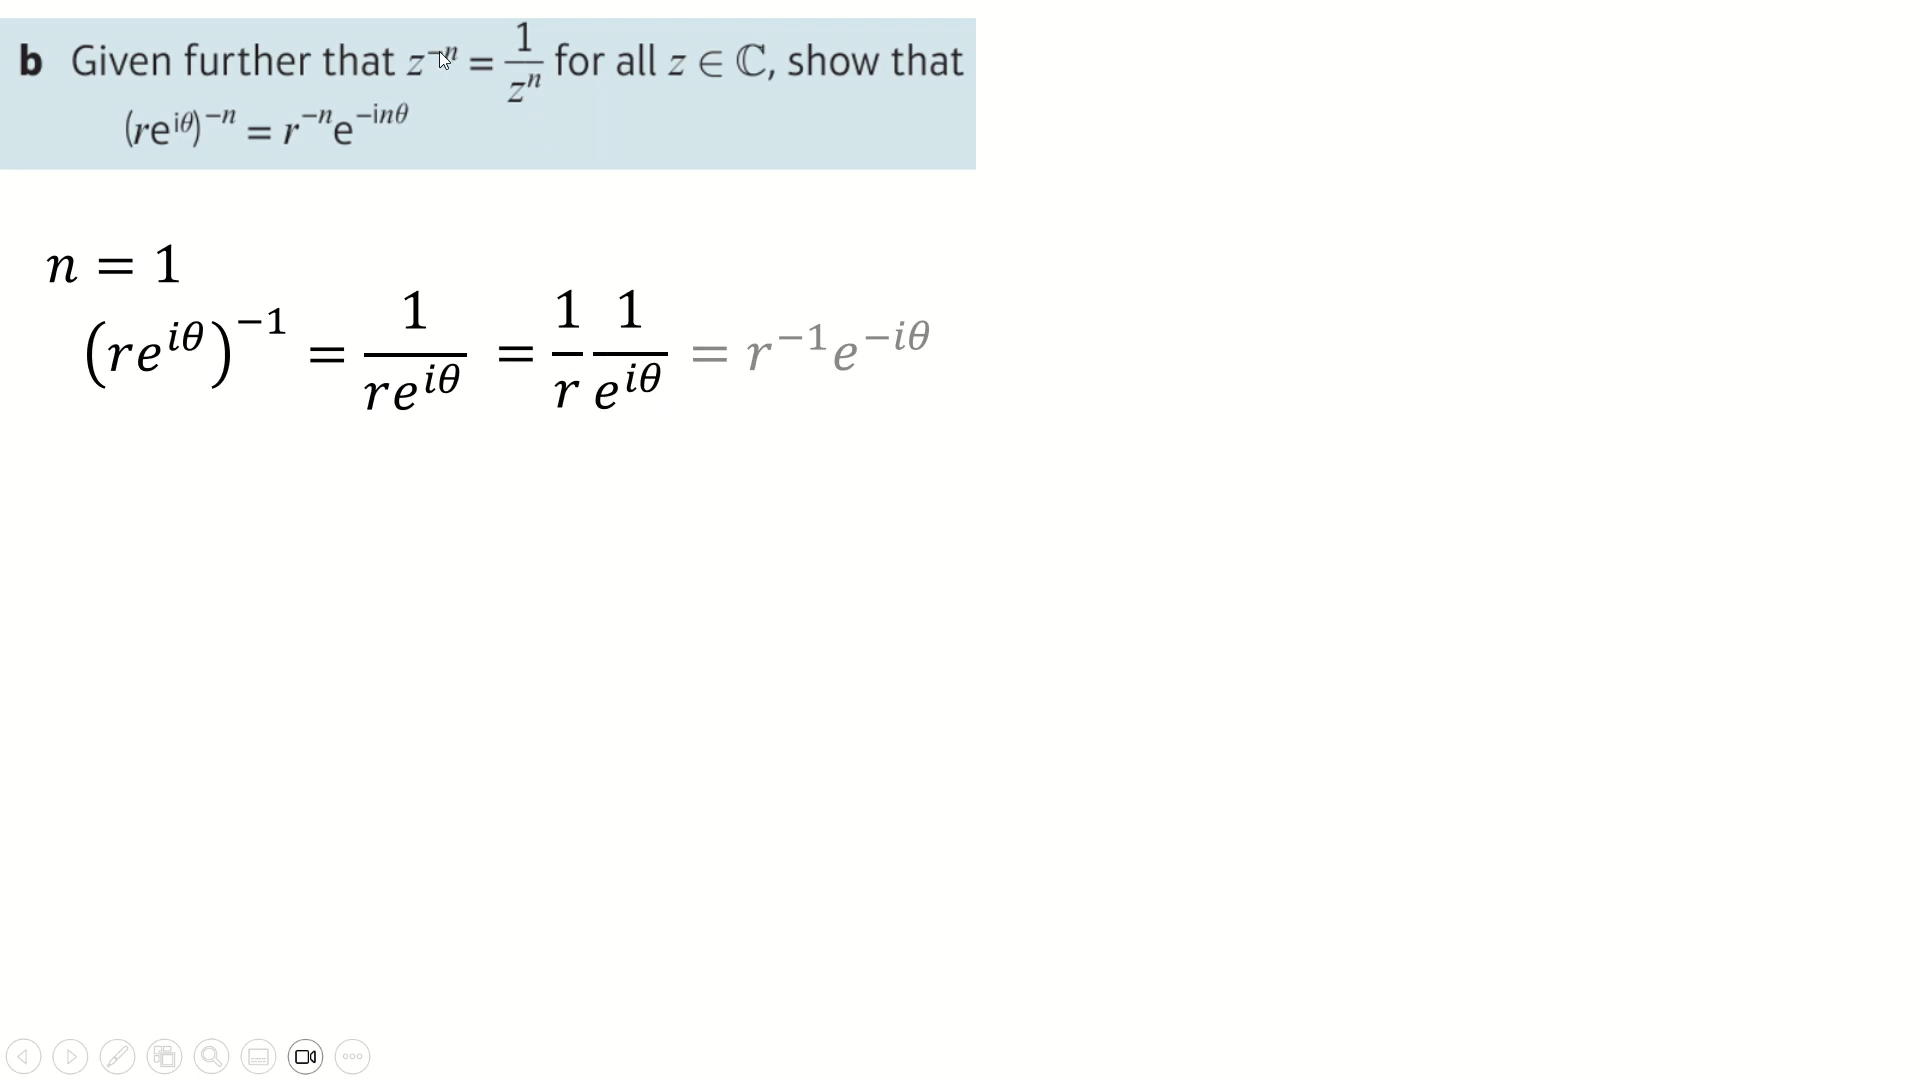 b Given further that z⁻ⁿ = 1/zⁿ for all z ∈ ℂ, show that
(re^{iθ})^{−n} = r^{−n}e^{−inθ}
n = 1
(re^{iθ})^{−1} = 1/(re^{iθ}) = 1/r 1/e^{iθ} = r^{−1}e^{−iθ}